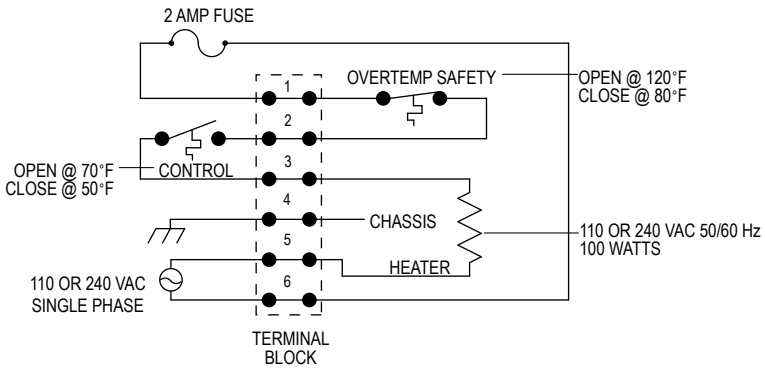 2 AMP FUSE
OVERTEMP SAFETY
OPEN @ 120°F
CLOSE @ 80°F
1
2
3
4
5
6
OPEN @ 70°F
CLOSE @ 50°F
CONTROL
CHASSIS
110 OR 240 VAC 50/60 Hz
100 WATTS
HEATER
110 OR 240 VAC
SINGLE PHASE
TERMINAL
BLOCK